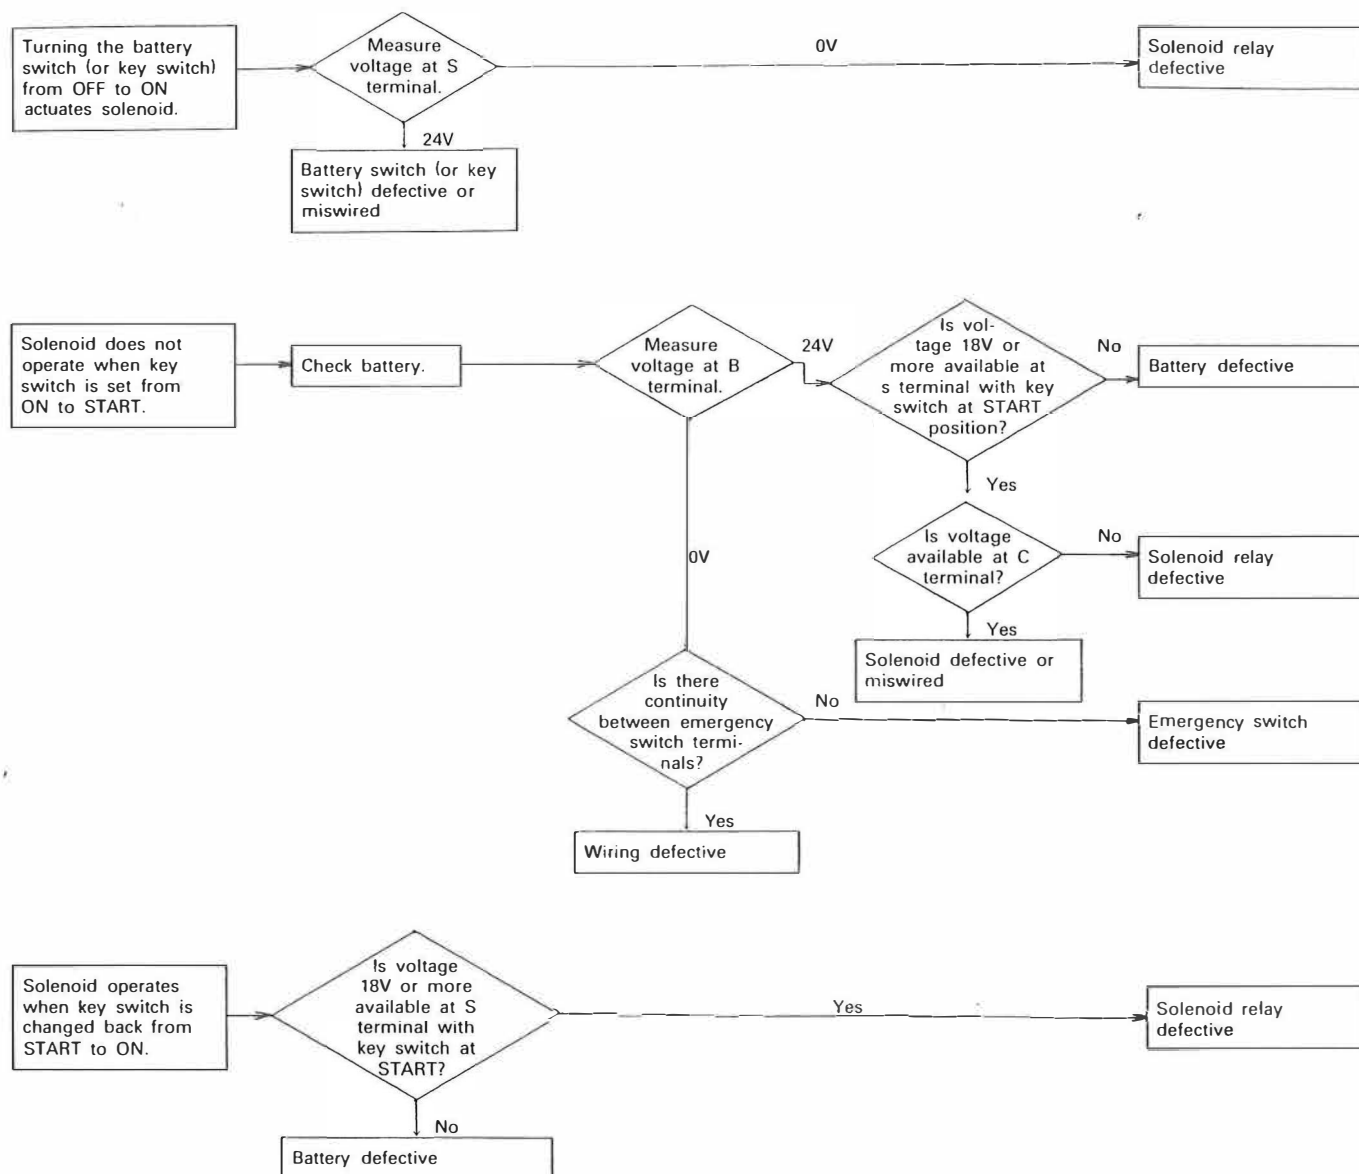 Turning the battery
switch (or key switch)
from OFF to ON
actuates solenoid.
Measure
voltage at S
terminal.
0V
Solenoid relay
defective
24V
Battery switch (or key
switch) defective or
miswired
Solenoid does not
operate when key
switch is set from
ON to START.
Check battery.
Measure
voltage at B
terminal.
24V
Is vol-
tage 18V or
more available at
s terminal with key
switch at START
position?
No
Battery defective
Yes
Is voltage
available at C
terminal?
No
Solenoid relay
defective
Yes
Solenoid defective or
miswired
0V
Is there
continuity
between emergency
switch termi-
nals?
No
Emergency switch
defective
Yes
Wiring defective
Solenoid operates
when key switch is
changed back from
START to ON.
Is voltage
18V or more
available at S
terminal with
key switch at
START?
Yes
Solenoid relay
defective
No
Battery defective